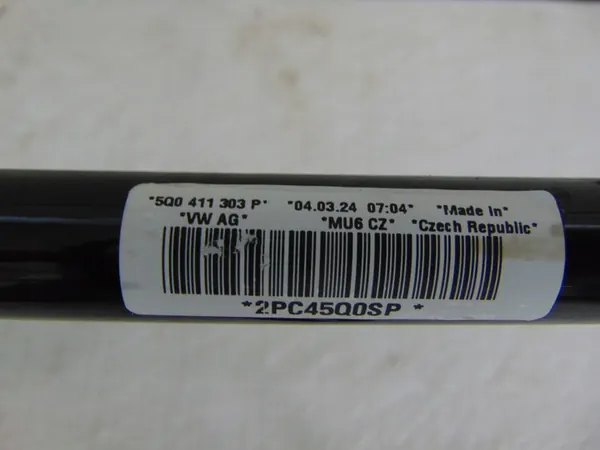 *5Q0 411 303 P* *04.03.24 07:04* *Made In*
*VW AG* *MU6 CZ* *Czech Republic*
*2PC45Q0SP *